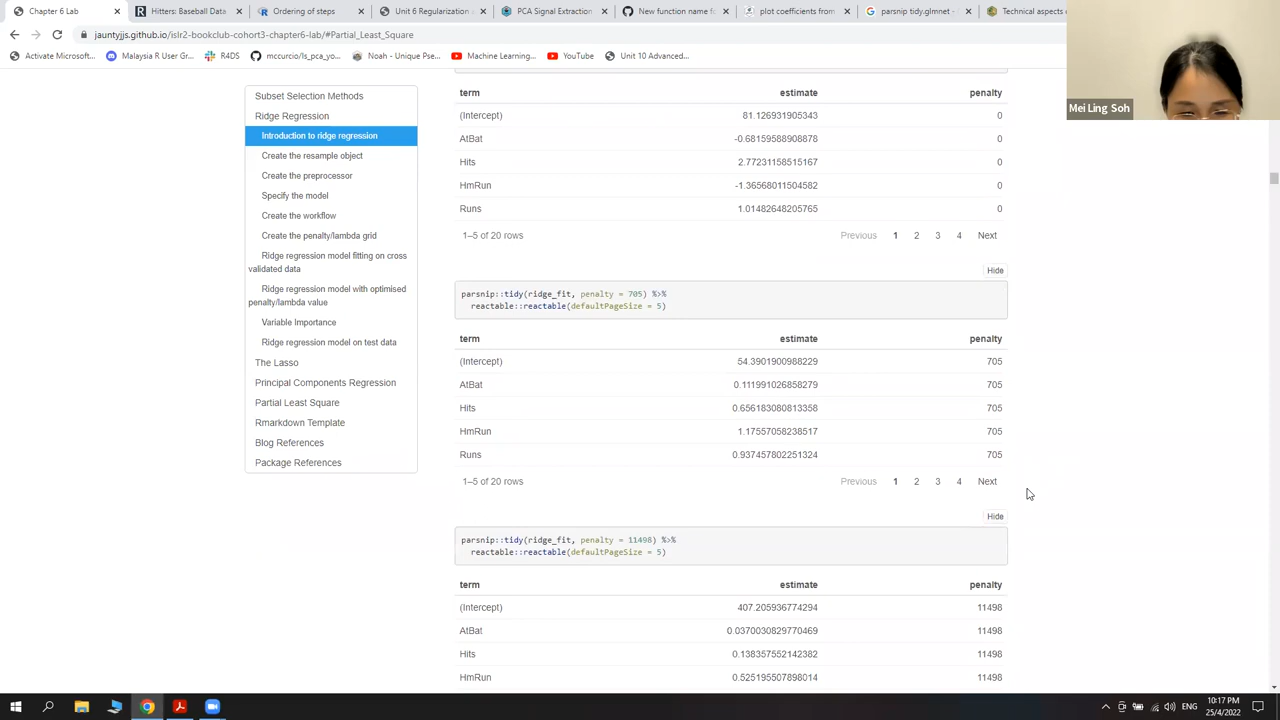 Chapter 6 Lab
Hitters: Baseball Data
Ordering of steps
Unit 6 Regularization
PCA Signal Extraction
New function name f
plot coefficients from
parsnip tidy.glmnet -
Technical aspects
jauntyjjs.github.io/islr2-bookclub-cohort3-chapter6-lab/#Partial_Least_Square
Activate Microsoft...
Malaysia R User Gr...
R4DS
mccurcio/ls_pca_yo...
Noah - Unique Pse...
Machine Learning...
YouTube
Unit 10 Advanced...
Mei Ling Soh
Subset Selection Methods
Ridge Regression
Introduction to ridge regression
Create the resample object
Create the preprocessor
Specify the model
Create the workflow
Create the penalty/lambda grid
Ridge regression model fitting on cross
validated data
Ridge regression model with optimised
penalty/lambda value
Variable Importance
Ridge regression model on test data
The Lasso
Principal Components Regression
Partial Least Square
Rmarkdown Template
Blog References
Package References
term estimate penalty
(Intercept) 81.126931905343 0
AtBat -0.68159588908878 0
Hits 2.77231158515167 0
HmRun -1.36568011504582 0
Runs 1.01482648205765 0
1–5 of 20 rows Previous 1 2 3 4 Next
Hide
parsnip::tidy(ridge_fit, penalty = 705) %>%
reactable::reactable(defaultPageSize = 5)
term estimate penalty
(Intercept) 54.3901900988229 705
AtBat 0.111991026858279 705
Hits 0.656183080813358 705
HmRun 1.17557058238517 705
Runs 0.937457802251324 705
1–5 of 20 rows Previous 1 2 3 4 Next
Hide
parsnip::tidy(ridge_fit, penalty = 11498) %>%
reactable::reactable(defaultPageSize = 5)
term estimate penalty
(Intercept) 407.205936774294 11498
AtBat 0.0370030829770469 11498
Hits 0.138357552142382 11498
HmRun 0.525195507898014 11498
ENG
10:17 PM
25/4/2022